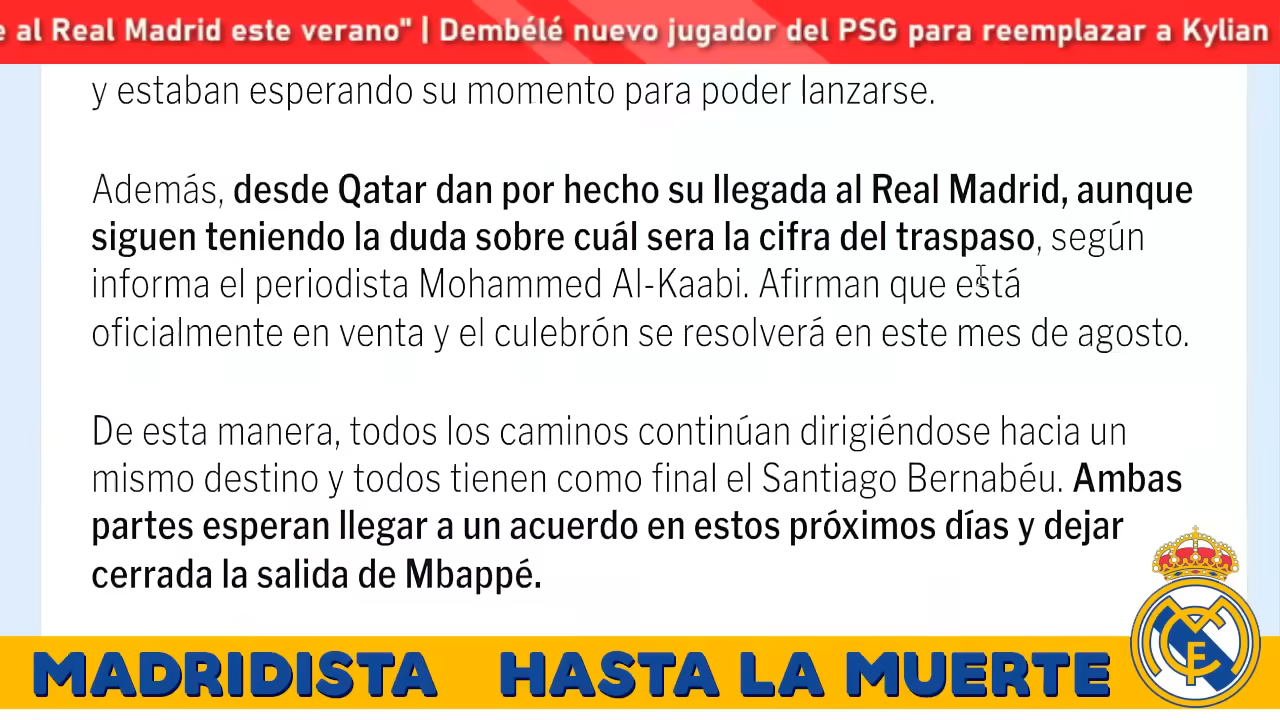 e al Real Madrid este verano" | Dembélé nuevo jugador del PSG para reemplazar a Kylian
y estaban esperando su momento para poder lanzarse.
Además, desde Qatar dan por hecho su llegada al Real Madrid, aunque
siguen teniendo la duda sobre cuál sera la cifra del traspaso, según
informa el periodista Mohammed Al-Kaabi. Afirman que está
oficialmente en venta y el culebrón se resolverá en este mes de agosto.
De esta manera, todos los caminos continúan dirigiéndose hacia un
mismo destino y todos tienen como final el Santiago Bernabéu. Ambas
partes esperan llegar a un acuerdo en estos próximos días y dejar
cerrada la salida de Mbappé.
MADRIDISTA HASTA LA MUERTE